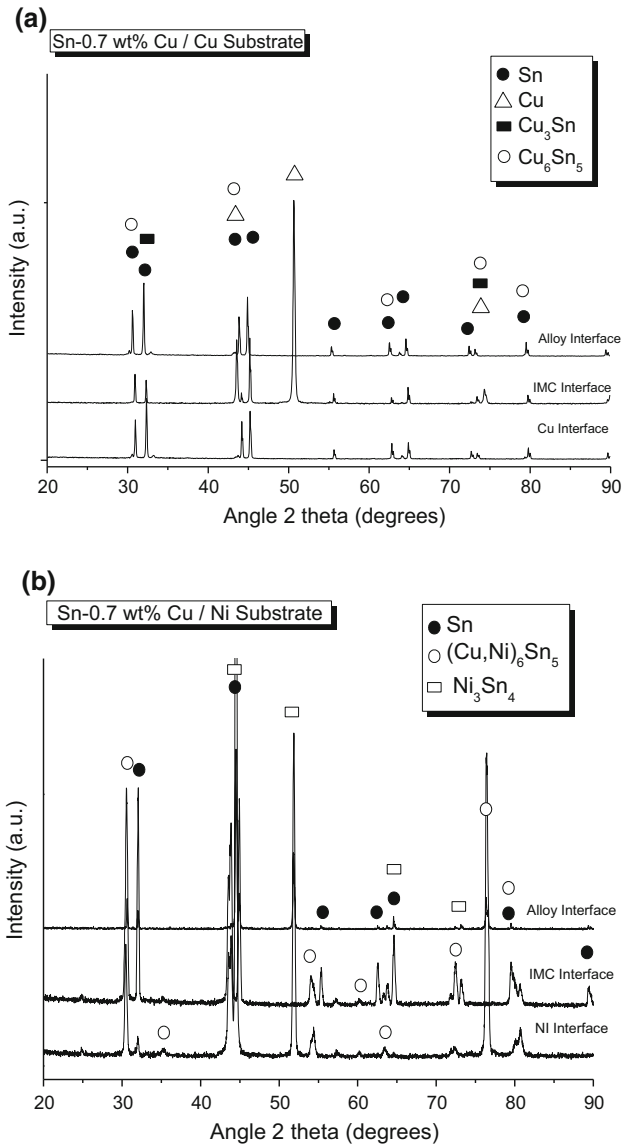 (a)
Sn-0.7 wt% Cu / Cu Substrate
Sn
Cu
Cu3Sn
Cu6Sn5
Intensity (a.u.)
Alloy Interface
IMC Interface
Cu Interface
20 30 40 50 60 70 80 90
Angle 2 theta (degrees)
(b)
Sn-0.7 wt% Cu / Ni Substrate
Sn
(Cu,Ni)6Sn5
Ni3Sn4
Intensity (a.u.)
Alloy Interface
IMC Interface
NI Interface
20 30 40 50 60 70 80 90
Angle 2 theta (degrees)